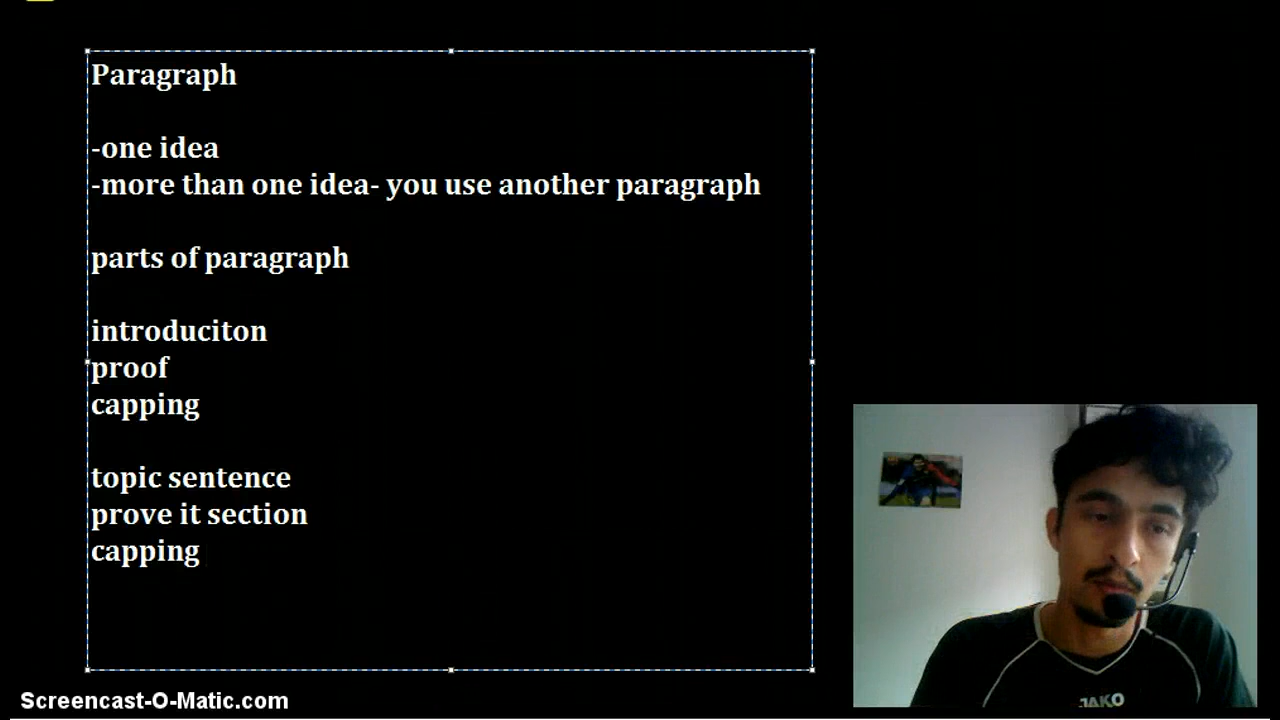 Paragraph
-one idea
-more than one idea- you use another paragraph
parts of paragraph
introduciton
proof
capping
topic sentence
prove it section
capping
JAKO
Screencast-O-Matic.com